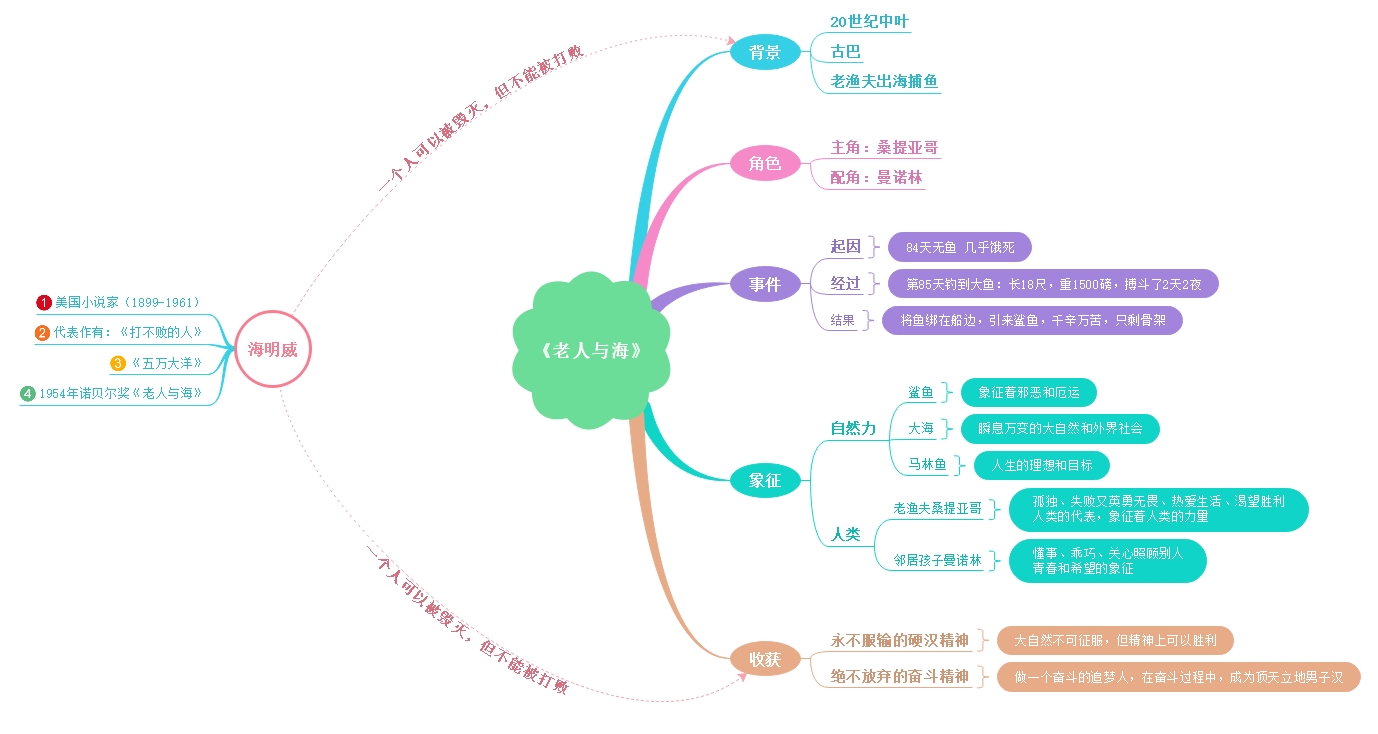 一个人可以被毁灭，但不能被打败
背景
20世纪中叶
古巴
老渔夫出海捕鱼
角色
主角：桑提亚哥
配角：曼诺林
事件
起因
84天无鱼 几乎饿死
经过
第85天钓到大鱼：长18尺，重1500磅，搏斗了2天2夜
结果
将鱼绑在船边，引来鲨鱼，千辛万苦，只剩骨架
1 美国小说家（1899-1961）
2 代表作有：《打不败的人》
3 《五万大洋》
4 1954年诺贝尔奖《老人与海》
海明威
《老人与海》
象征
自然力
鲨鱼
象征着邪恶和厄运
大海
瞬息万变的大自然和外界社会
马林鱼
人生的理想和目标
人类
老渔夫桑提亚哥
孤独、失败又英勇无畏、热爱生活、渴望胜利
人类的代表，象征着人类的力量
邻居孩子曼诺林
懂事、乖巧、关心照顾别人
青春和希望的象征
一个人可以被毁灭，但不能被打败
收获
永不服输的硬汉精神
大自然不可征服，但精神上可以胜利
绝不放弃的奋斗精神
做一个奋斗的追梦人，在奋斗过程中，成为顶天立地男子汉